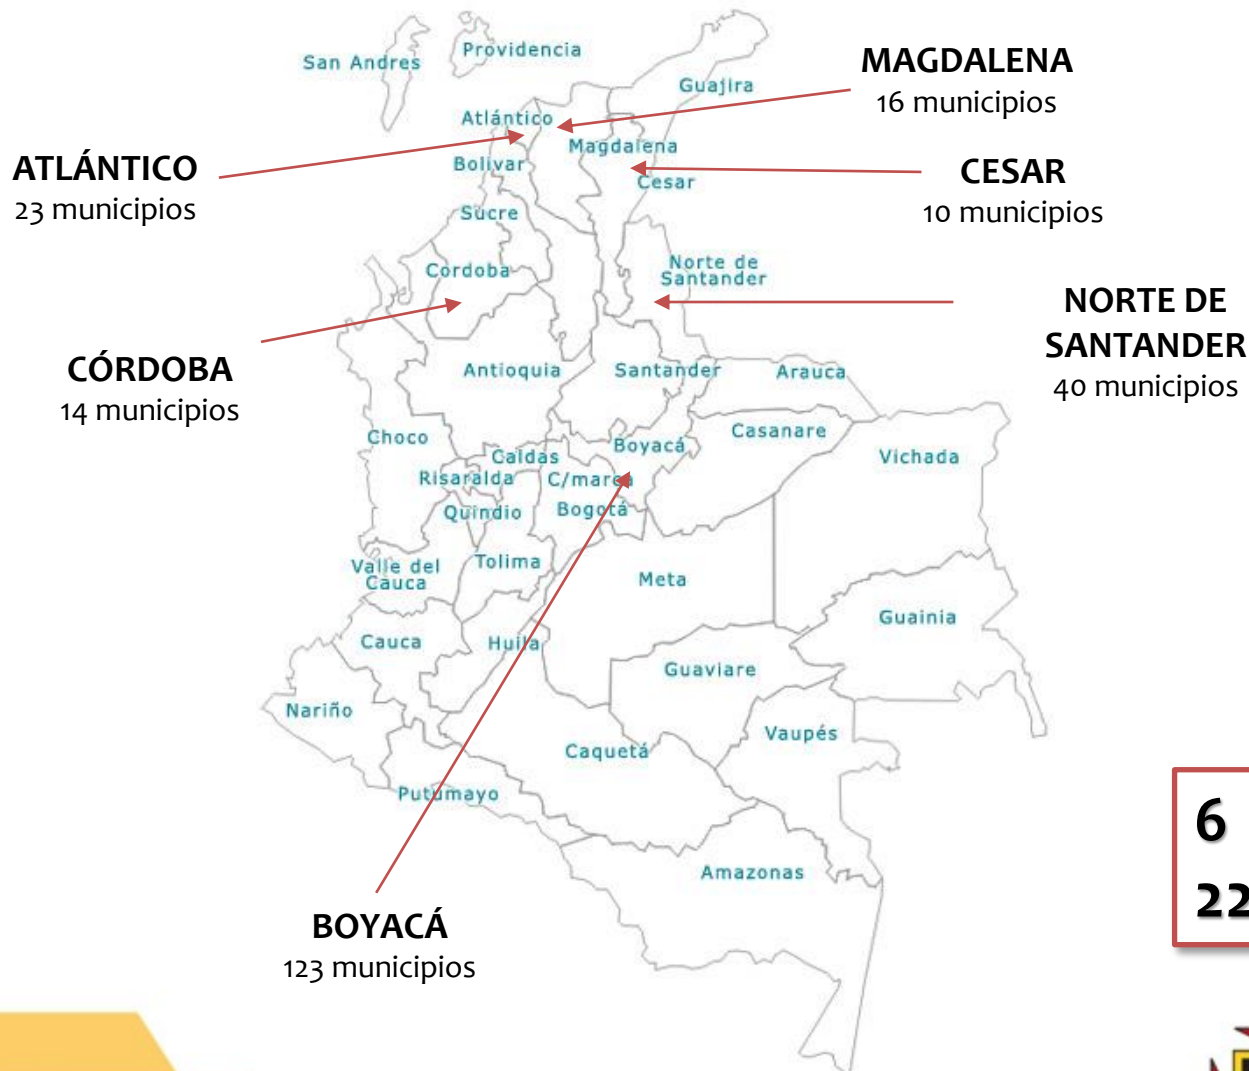 San Andres
Providencia
Guajira
Atlántico
Magdalena
Bolivar
Cesar
Sucre
Cordoba
Norte de
Santander
Antioquia
Santander
Arauca
Choco
Boyacá
Casanare
Caldas
Vichada
Risaralda
C/marca
Quindio
Bogotá
Valle del
Cauca
Tolima
Meta
Guainia
Cauca
Huila
Guaviare
Nariño
Vaupés
Caquetá
Putumayo
Amazonas
MAGDALENA
16 municipios
ATLÁNTICO
23 municipios
CESAR
10 municipios
NORTE DE
SANTANDER
40 municipios
CÓRDOBA
14 municipios
BOYACÁ
123 municipios
6
22